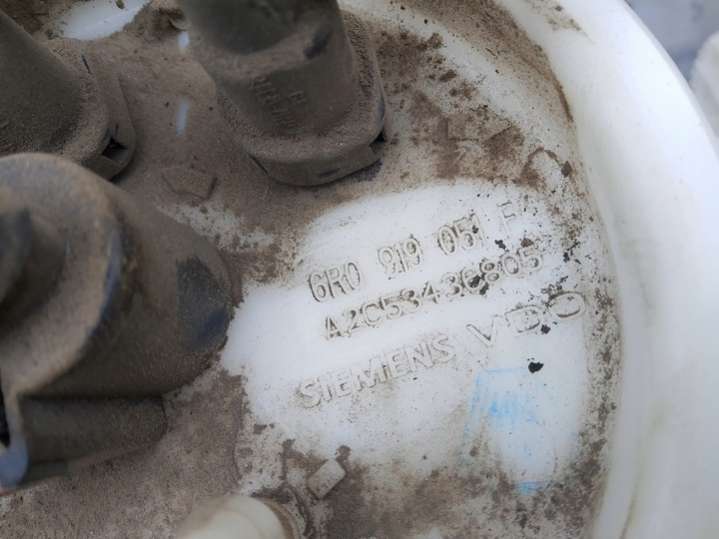 6R0 919 051 F
A2C53436805
SIEMENS VDO